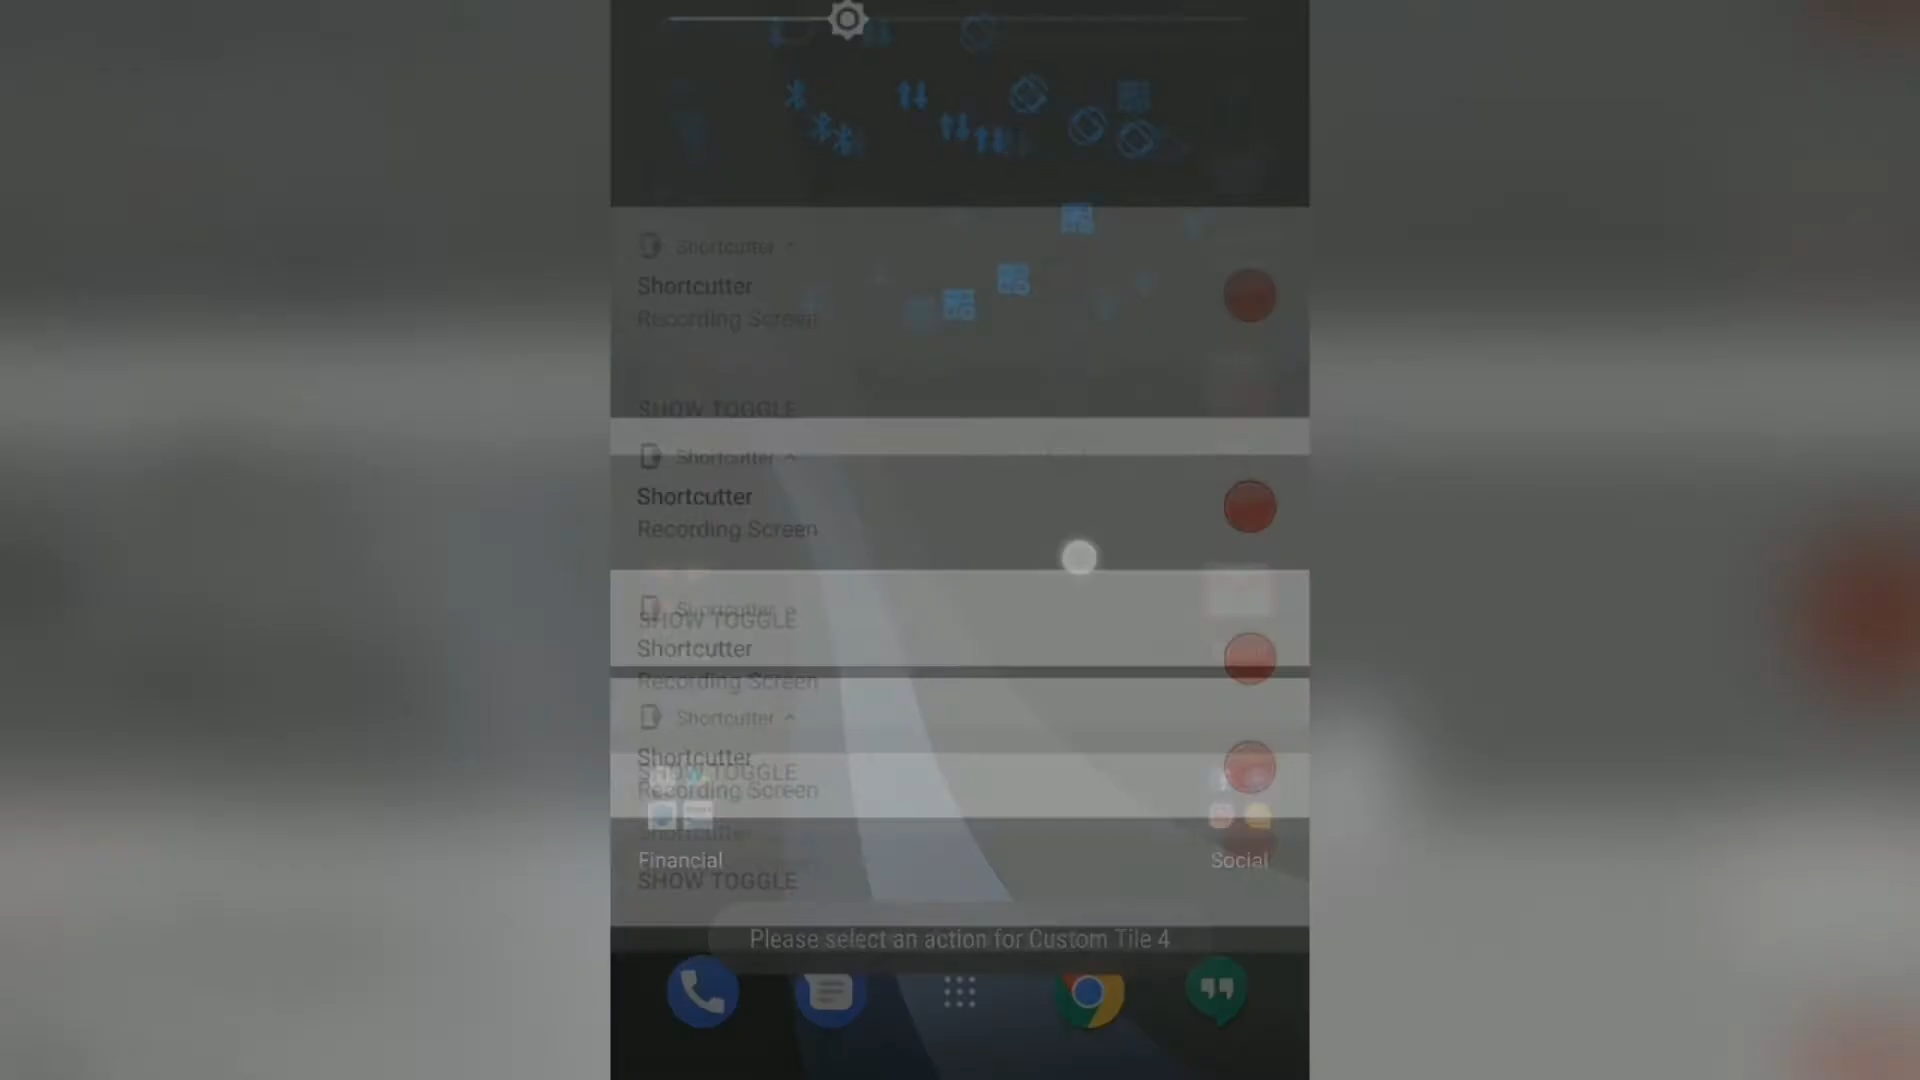 Shortcutter ^
Shortcutter
Recording Screen
SHOW TOGGLE
Shortcutter ^
Shortcutter
Recording Screen
Shortcutter
SHOW TOGGLE
Shortcutter
Recording Screen
Shortcutter ^
Shortcutter
SHOW TOGGLE
Recording Screen
Shortcutter
Financial
Social
SHOW TOGGLE
Please select an action for Custom Tile 4